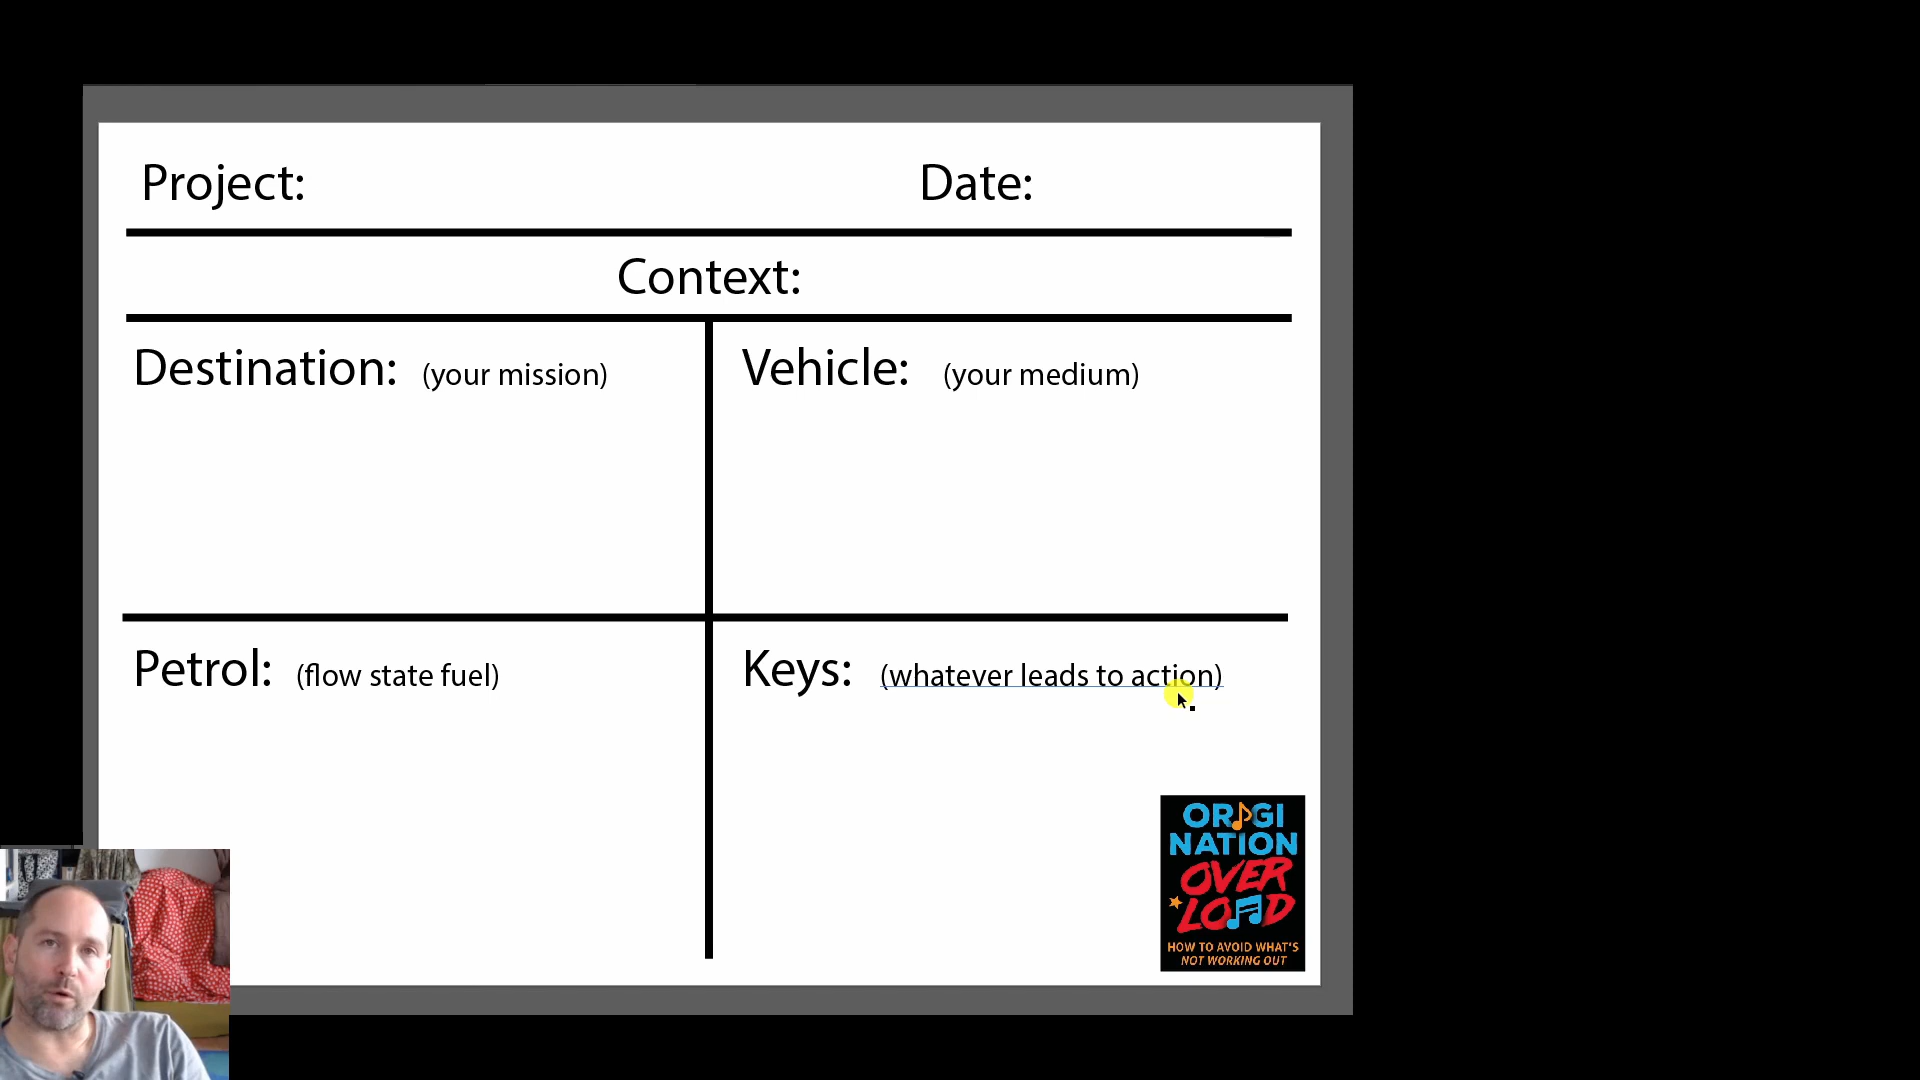 Project:
Date:
Context:
Destination: (your mission)
Vehicle: (your medium)
Petrol: (flow state fuel)
Keys: (whatever leads to action)
.
ORIGI
NATION
OVER
LOAD
HOW TO AVOID WHAT'S
NOT WORKING OUT